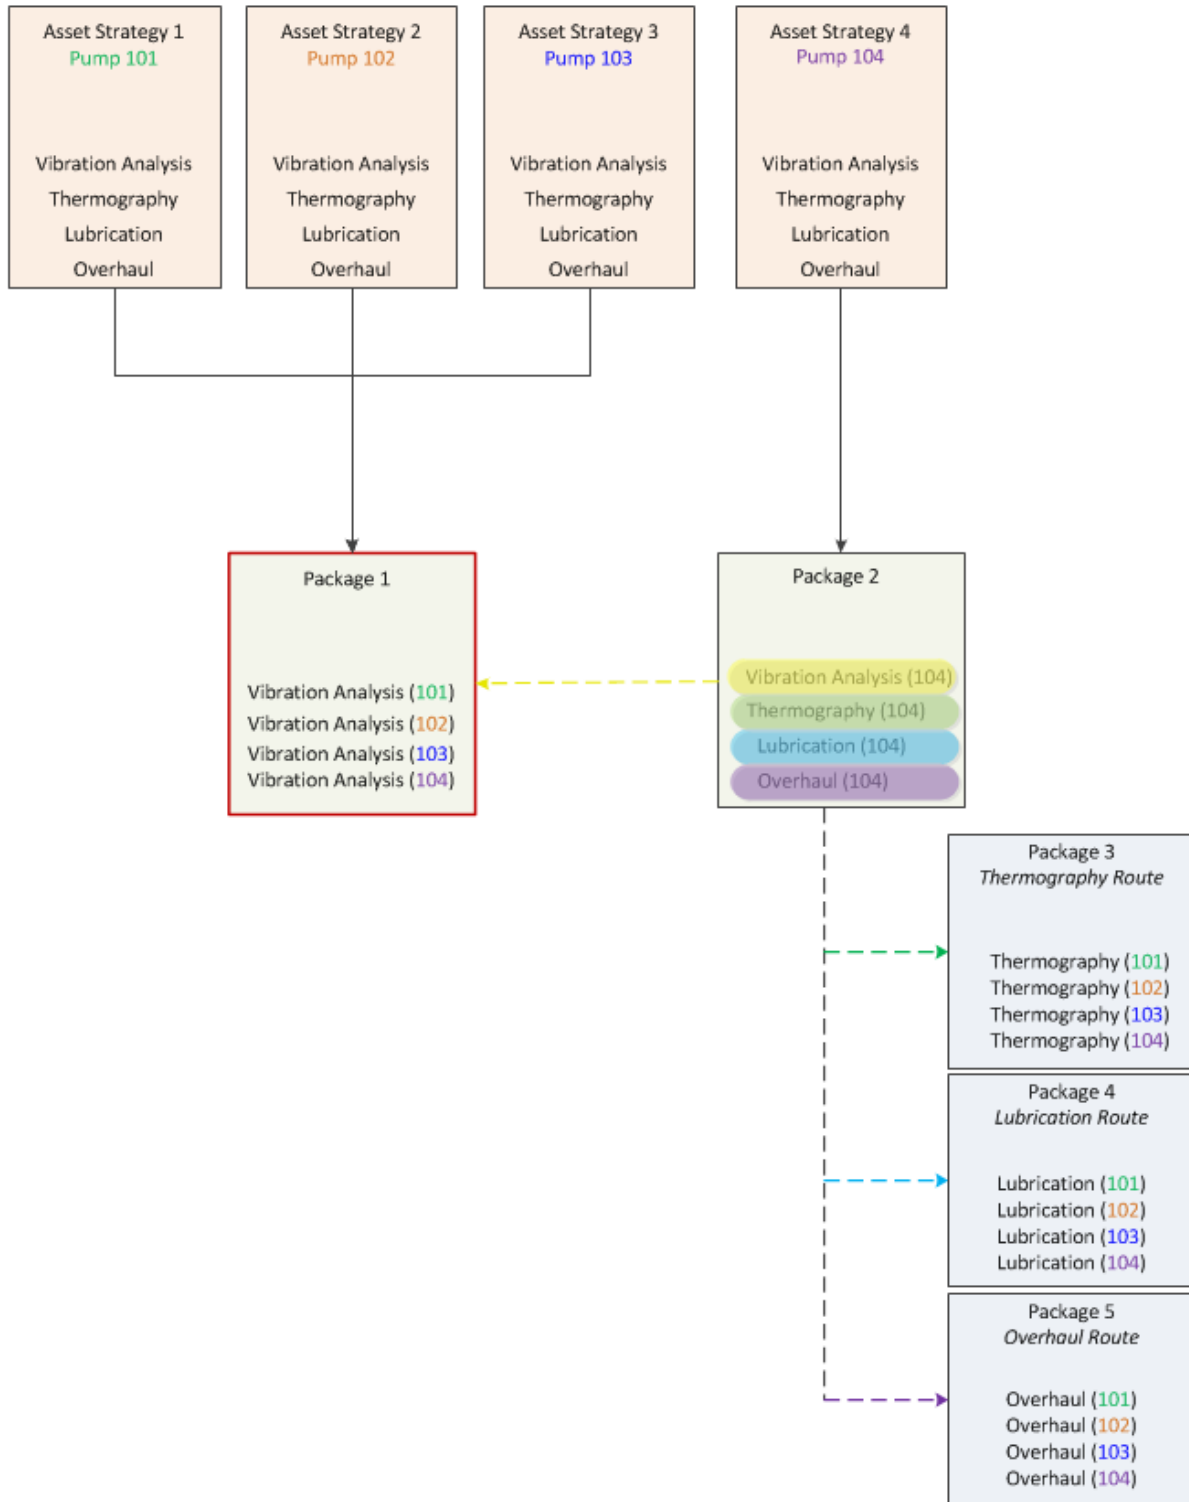 Asset Strategy 1
Pump 101
Vibration Analysis
Thermography
Lubrication
Overhaul
Asset Strategy 2
Pump 102
Vibration Analysis
Thermography
Lubrication
Overhaul
Asset Strategy 3
Pump 103
Vibration Analysis
Thermography
Lubrication
Overhaul
Asset Strategy 4
Pump 104
Vibration Analysis
Thermography
Lubrication
Overhaul
Package 1
Vibration Analysis (101)
Vibration Analysis (102)
Vibration Analysis (103)
Vibration Analysis (104)
Package 2
Vibration Analysis (104)
Thermography (104)
Lubrication (104)
Overhaul (104)
Package 3
Thermography Route
Thermography (101)
Thermography (102)
Thermography (103)
Thermography (104)
Package 4
Lubrication Route
Lubrication (101)
Lubrication (102)
Lubrication (103)
Lubrication (104)
Package 5
Overhaul Route
Overhaul (101)
Overhaul (102)
Overhaul (103)
Overhaul (104)